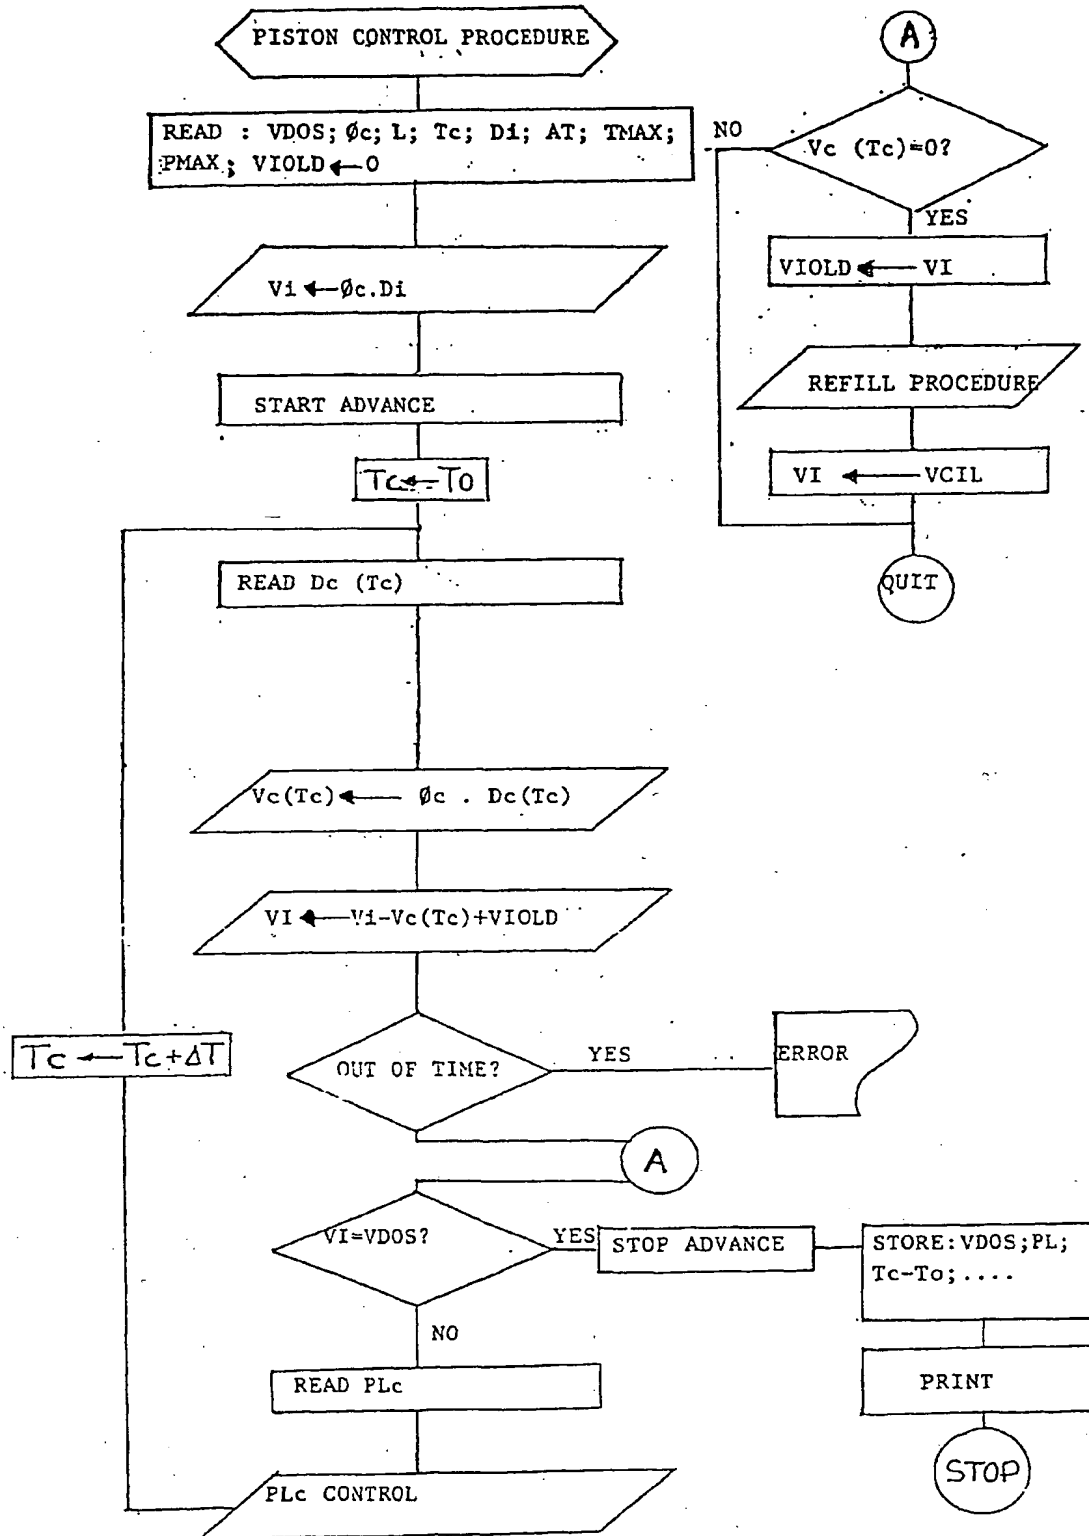 PISTON CONTROL PROCEDURE
READ : VDOS; Øc; L; Tc; Di; AT; TMAX;
PMAX; VIOLD ← 0
Vi ← Øc.Di
START ADVANCE
Tc ← To
READ Dc (Tc)
Vc(Tc) ← Øc . Dc(Tc)
VI ← Vi-Vc(Tc)+VIOLD
OUT OF TIME?
YES
ERROR
Tc ← Tc+ΔT
A
VI=VDOS?
YES
STOP ADVANCE
STORE:VDOS;PL;
Tc-To;....
PRINT
STOP
NO
READ PLc
PLc CONTROL
A
Vc (Tc)=0?
NO
YES
VIOLD ← VI
REFILL PROCEDURE
VI ← VCIL
QUIT